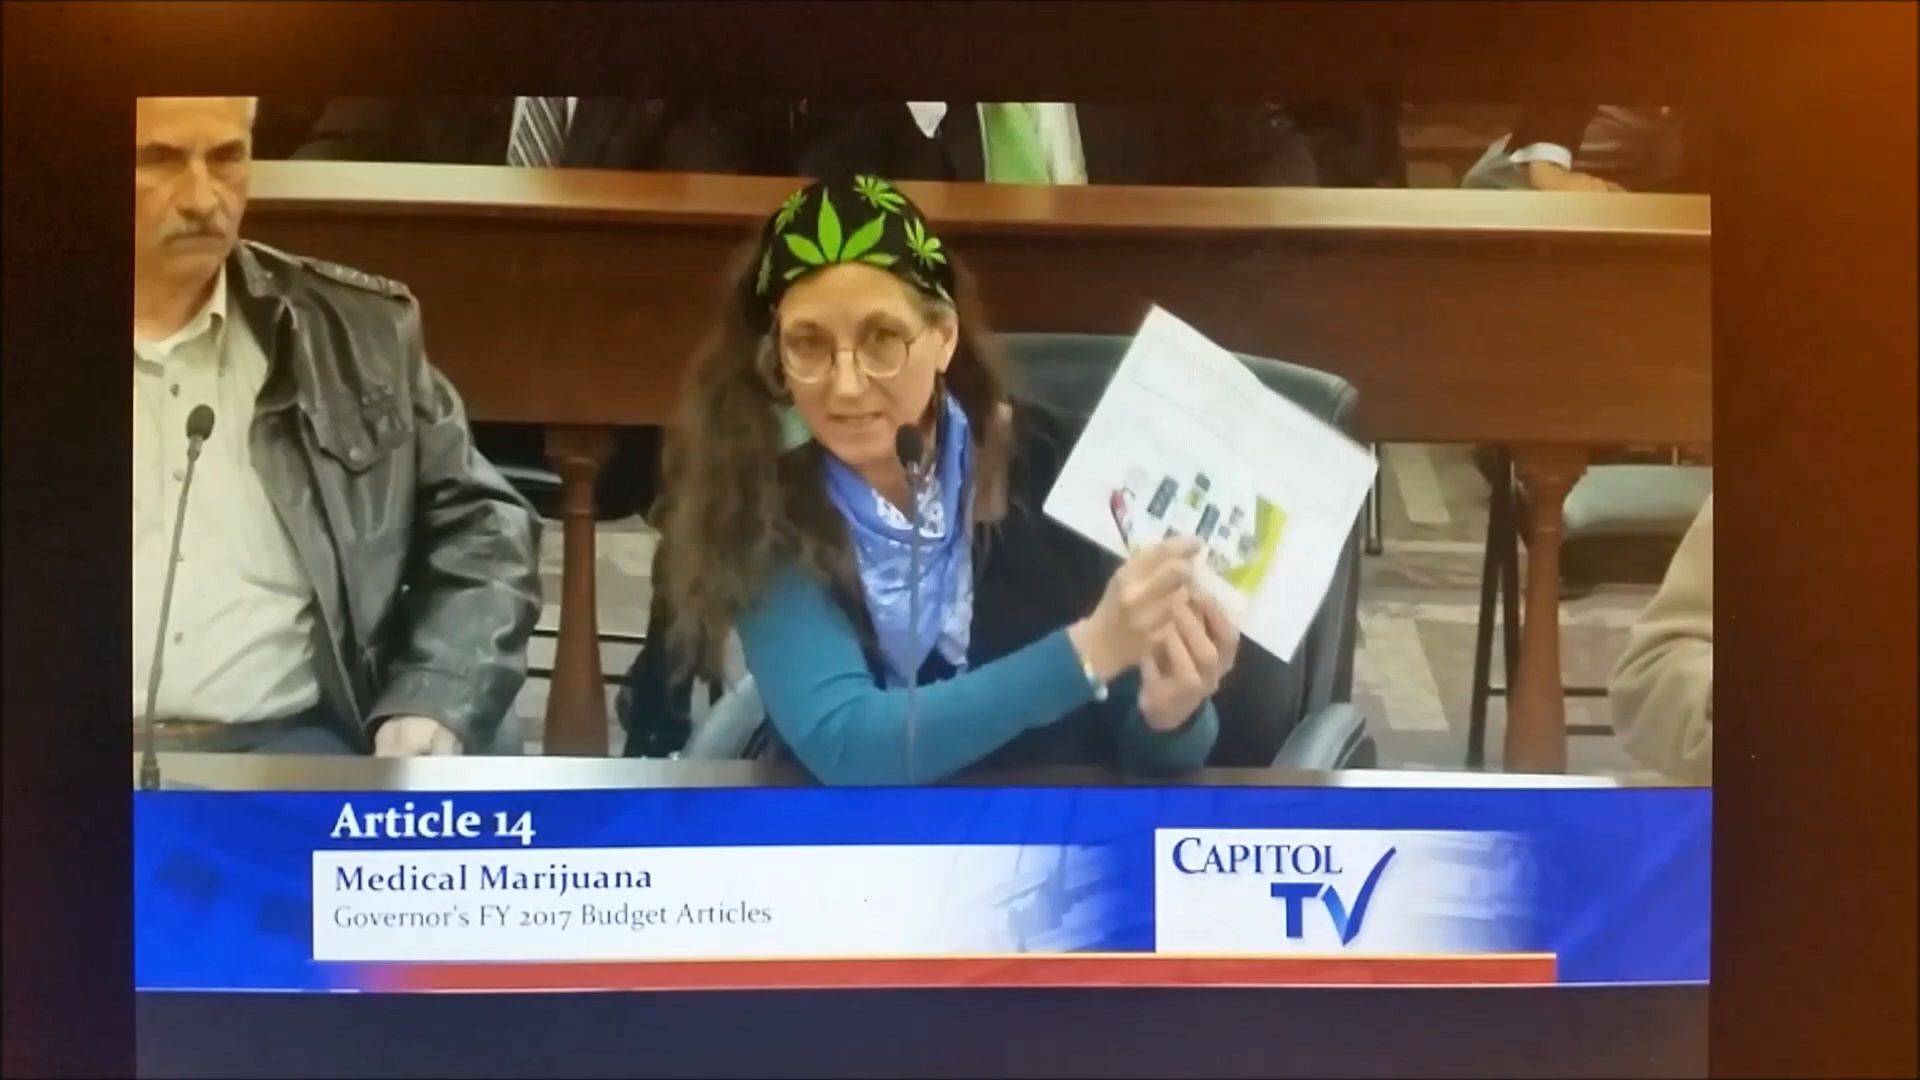 Article 14
Medical Marijuana
Governor's FY 2017 Budget Articles
CAPITOL
TV